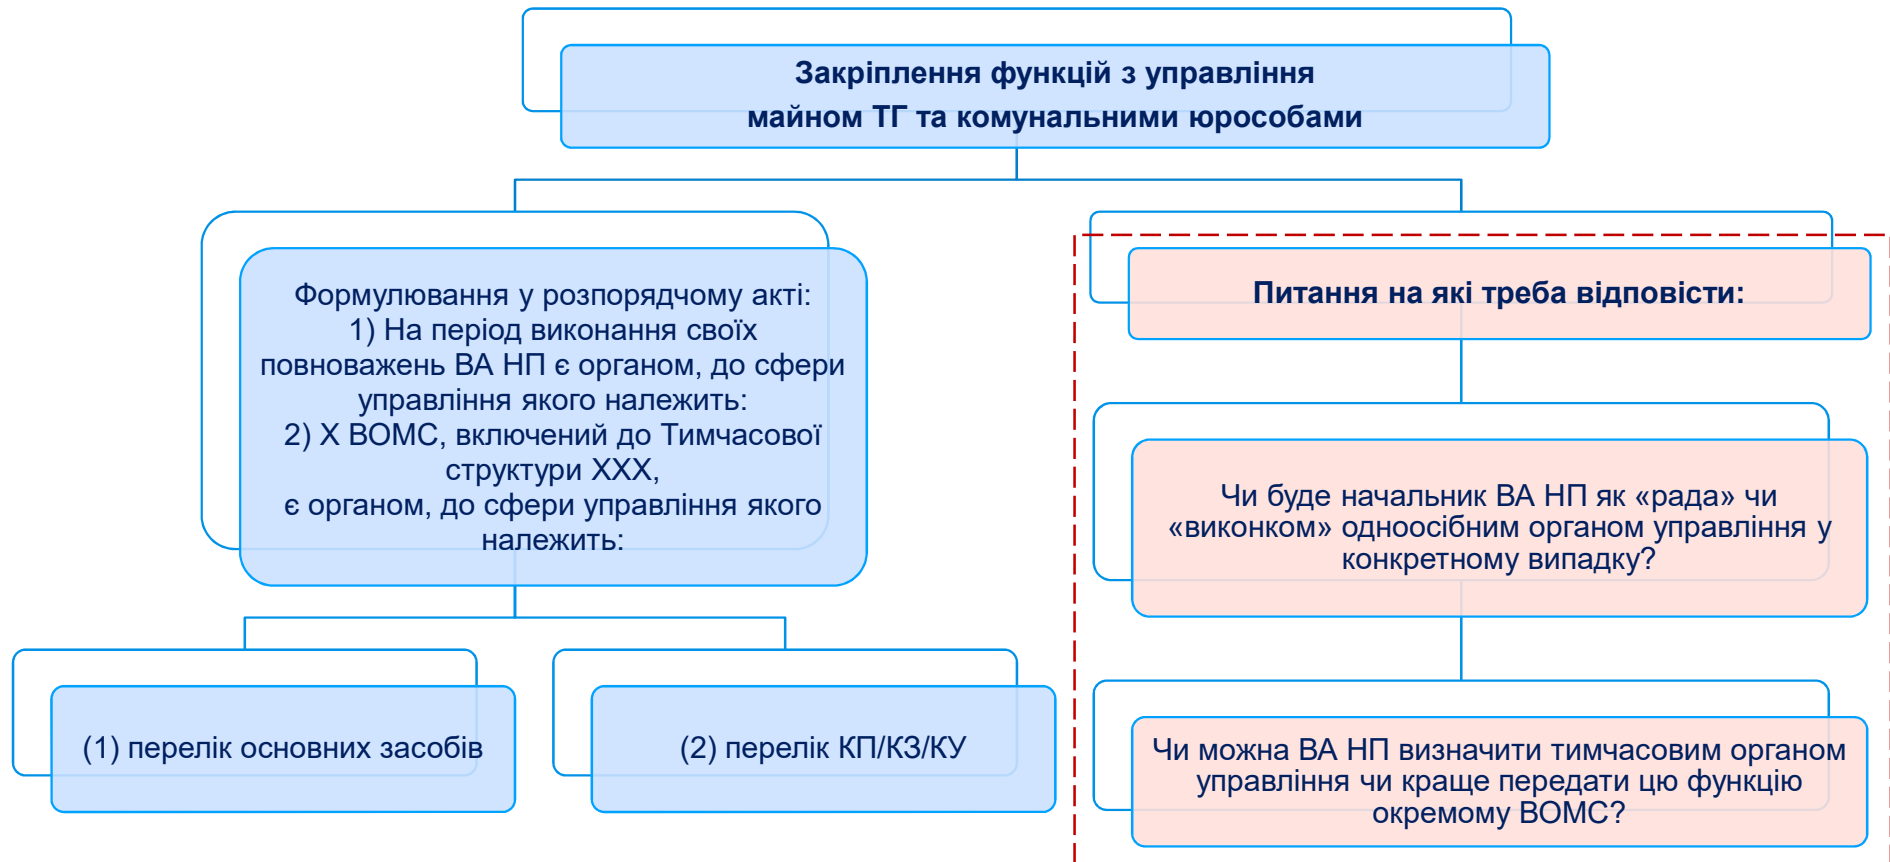 Закріплення функцій з управління
майном ТГ та комунальними юрособами
Формулювання у розпорядчому акті:
1) На період виконання своїх
повноважень ВА НП є органом, до сфери
управління якого належить:
2) Х ВОМС, включений до Тимчасової
структури ХХХ,
є органом, до сфери управління якого
належить:
(1) перелік основних засобів
(2) перелік КП/КЗ/КУ
Питання на які треба відповісти:
Чи буде начальник ВА НП як «рада» чи
«виконком» одноосібним органом управління у
конкретному випадку?
Чи можна ВА НП визначити тимчасовим органом
управління чи краще передати цю функцію
окремому ВОМС?